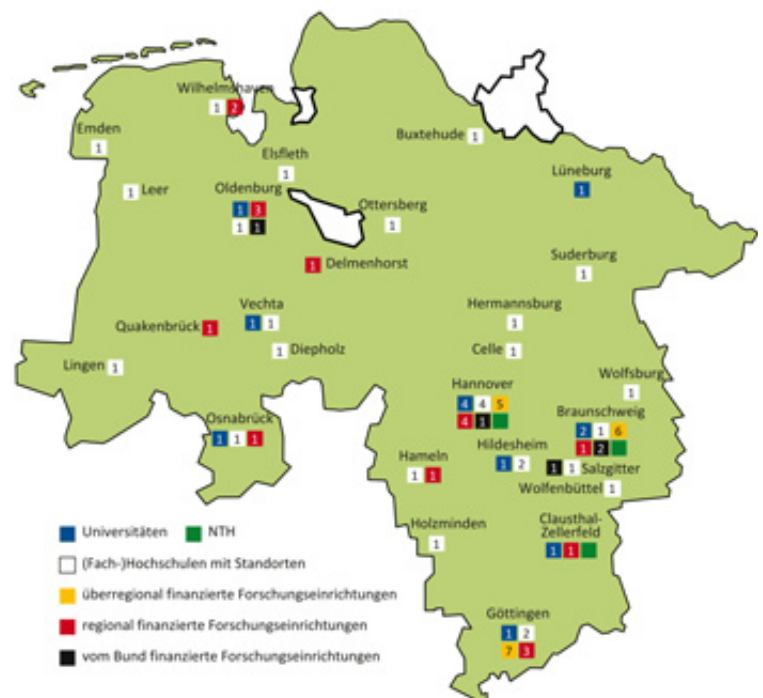 Wilhelmshaven
1 2
Emden
1
Buxtehude 1
Elsfleth
1
Lüneburg
1
Leer
1
Oldenburg
1 3
1 1
Ottersberg
1
Suderburg
1
1 Delmenhorst
Hermannsburg
1
Vechta
1 1
Quakenbrück 1
1 Diepholz
Celle 1
Lingen 1
Wolfsburg
1
Hannover
4 4 5
4 1
Braunschweig
2 1 6
1 2
Osnabrück
1 1 1
Hildesheim
1 2
Hameln
1 1
1 1 Salzgitter
Wolfenbüttel 1
Holzminden
1
Clausthal-
Zellerfeld
1 1
Universitäten NTH
(Fach-)Hochschulen mit Standorten
überregional finanzierte Forschungseinrichtungen
regional finanzierte Forschungseinrichtungen
vom Bund finanzierte Forschungseinrichtungen
Göttingen
1 2
7 3